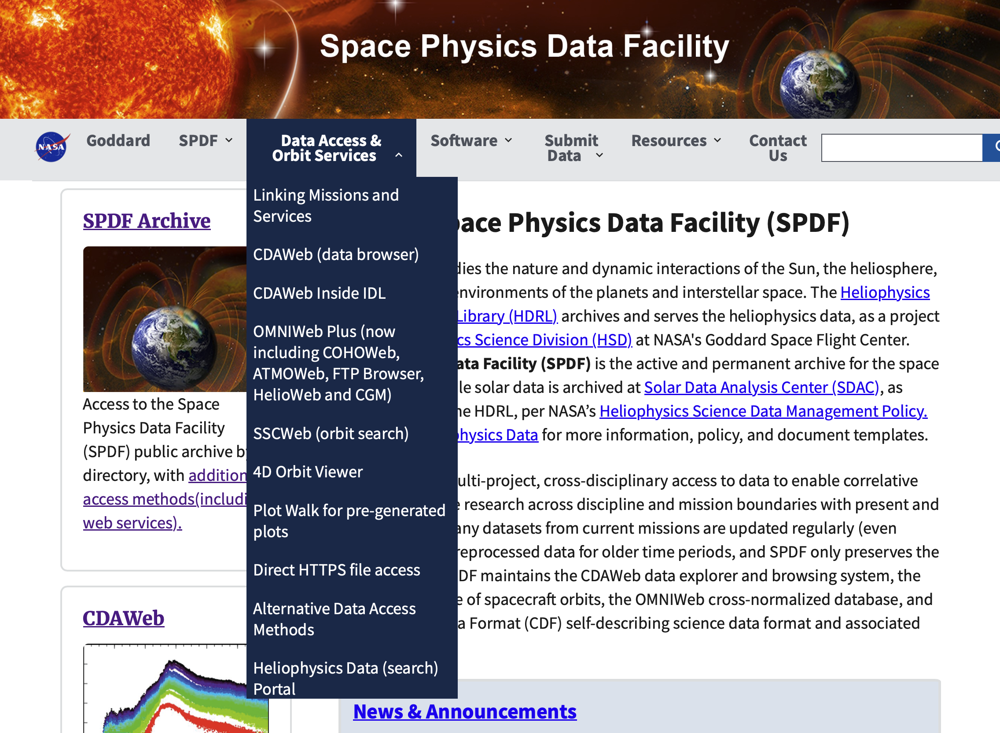 Space Physics Data Facility
NASA
Goddard
SPDF
Data Access &
Orbit Services
Software
Submit
Data
Resources
Contact
Us
Linking Missions and
Services
CDAWeb (data browser)
CDAWeb Inside IDL
OMNIWeb Plus (now
including COHOWeb,
ATMOWeb, FTP Browser,
HelioWeb and CGM)
SSCWeb (orbit search)
4D Orbit Viewer
Plot Walk for pre-generated
plots
Direct HTTPS file access
Alternative Data Access
Methods
Heliophysics Data (search)
Portal
SPDF Archive
Access to the Space
Physics Data Facility
(SPDF) public archive by
directory, with addition
access methods(includi
web services).
CDAWeb
pace Physics Data Facility (SPDF)
dies the nature and dynamic interactions of the Sun, the heliosphere,
environments of the planets and interstellar space. The Heliophysics
Library (HDRL) archives and serves the heliophysics data, as a project
cs Science Division (HSD) at NASA's Goddard Space Flight Center.
ata Facility (SPDF) is the active and permanent archive for the space
le solar data is archived at Solar Data Analysis Center (SDAC), as
he HDRL, per NASA’s Heliophysics Science Data Management Policy.
physics Data for more information, policy, and document templates.
ulti-project, cross-disciplinary access to data to enable correlative
e research across discipline and mission boundaries with present and
any datasets from current missions are updated regularly (even
reprocessed data for older time periods, and SPDF only preserves the
DF maintains the CDAWeb data explorer and browsing system, the
e of spacecraft orbits, the OMNIWeb cross-normalized database, and
a Format (CDF) self-describing science data format and associated
News & Announcements